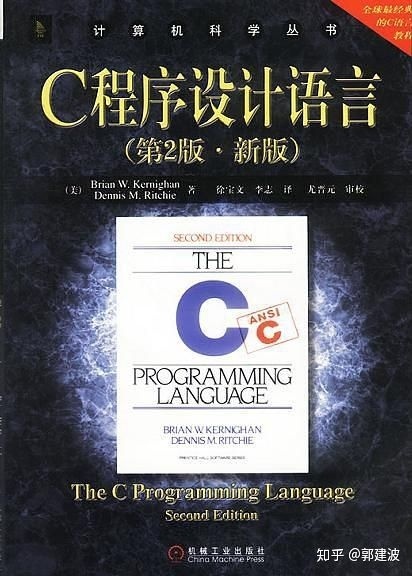 计算机科学丛书
全球最经典
的C语言
教程
C程序设计语言
(第2版·新版)
(美) Brian W. Kernighan
Dennis M. Ritchie 著 徐宝文 李志 译 尤晋元 审校
SECOND EDITION
THE
C
ANSI
C
PROGRAMMING
LANGUAGE
BRIAN W. KERNIGHAN
DENNIS M. RITCHIE
PRENTICE HALL SOFTWARE SERIES
The C Programming Language
Second Edition
机械工业出版社
China Machine Press
知乎 @郭建波